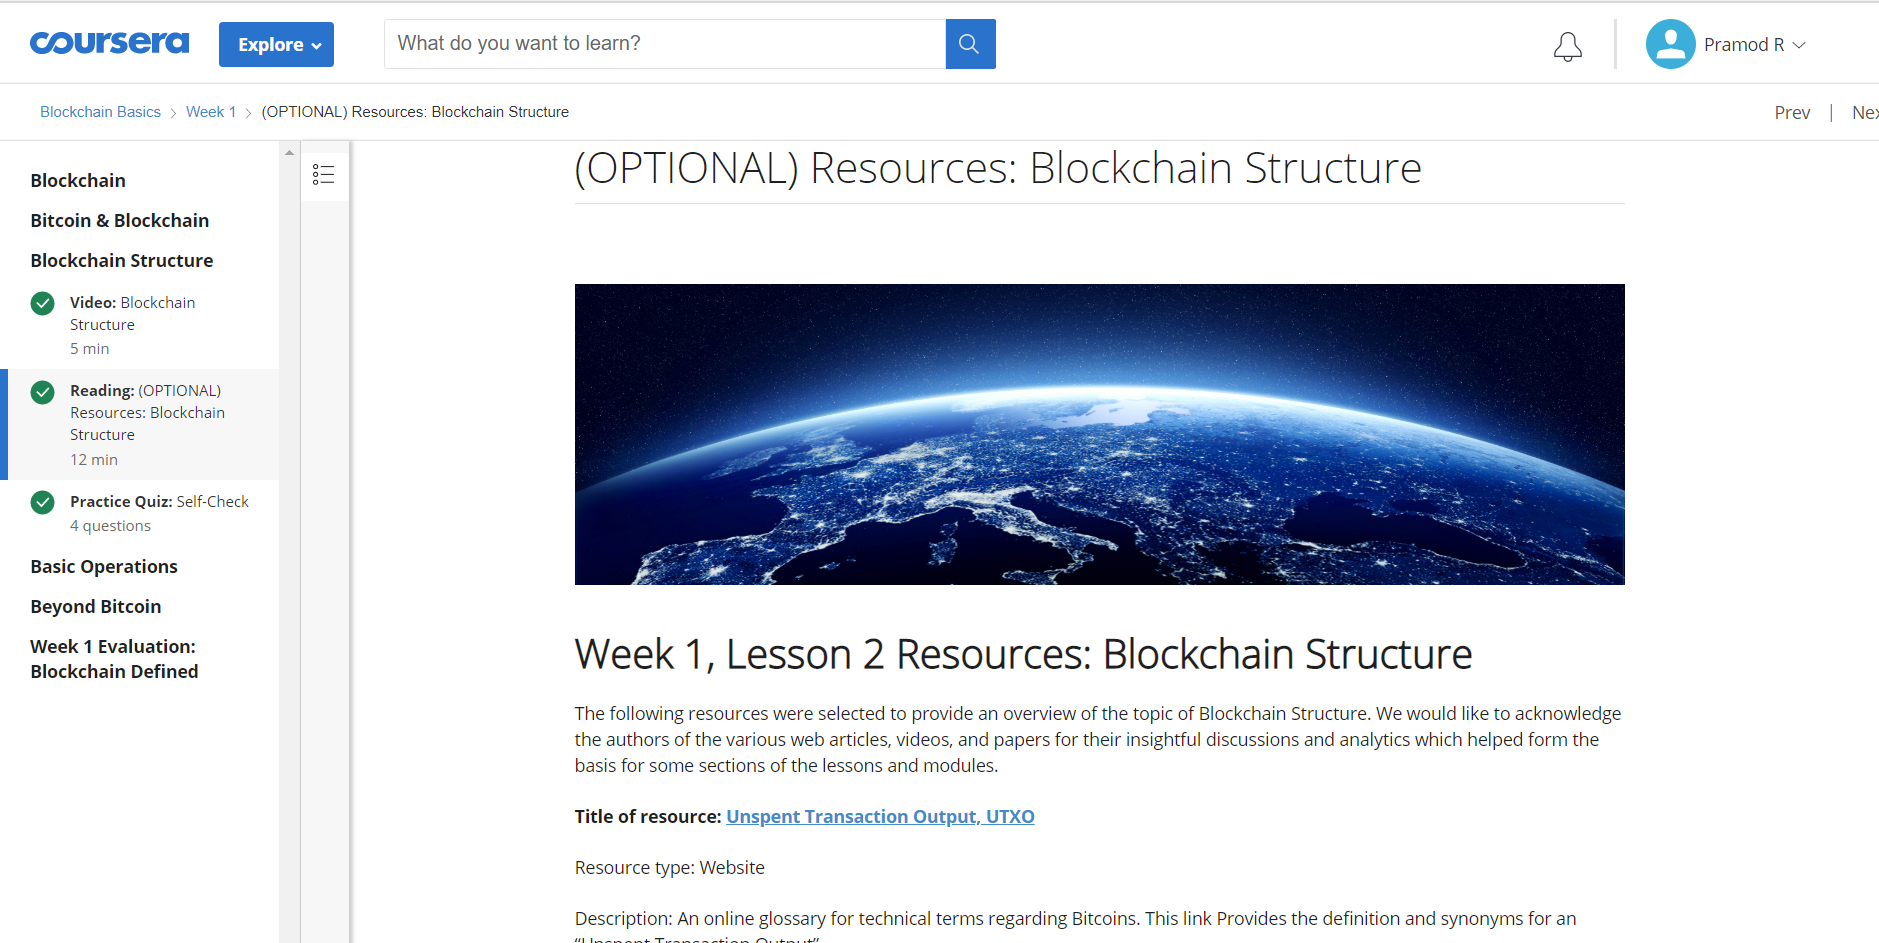 coursera
Explore
What do you want to learn?
Pramod R
Blockchain Basics > Week 1 > (OPTIONAL) Resources: Blockchain Structure
Prev | Nex
Blockchain
Bitcoin & Blockchain
Blockchain Structure
Video: Blockchain
Structure
5 min
Reading: (OPTIONAL)
Resources: Blockchain
Structure
12 min
Practice Quiz: Self-Check
4 questions
Basic Operations
Beyond Bitcoin
Week 1 Evaluation:
Blockchain Defined
(OPTIONAL) Resources: Blockchain Structure
Week 1, Lesson 2 Resources: Blockchain Structure
The following resources were selected to provide an overview of the topic of Blockchain Structure. We would like to acknowledge
the authors of the various web articles, videos, and papers for their insightful discussions and analytics which helped form the
basis for some sections of the lessons and modules.
Title of resource: Unspent Transaction Output, UTXO
Resource type: Website
Description: An online glossary for technical terms regarding Bitcoins. This link Provides the definition and synonyms for an
“Unspent Transaction Output”